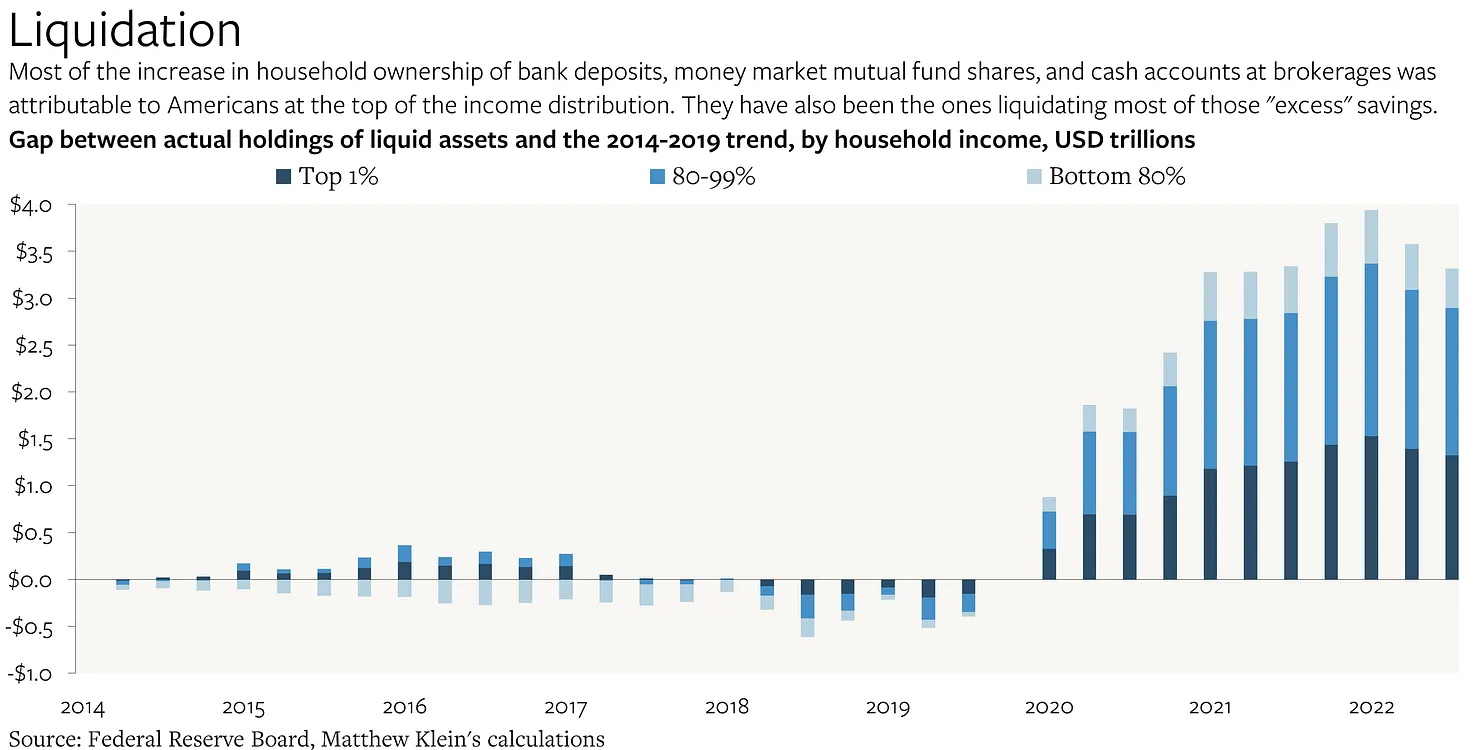 Liquidation
Most of the increase in household ownership of bank deposits, money market mutual fund shares, and cash accounts at brokerages was
attributable to Americans at the top of the income distribution. They have also been the ones liquidating most of those "excess" savings.
Gap between actual holdings of liquid assets and the 2014-2019 trend, by household income, USD trillions
Top 1% 80-99% Bottom 80%
$4.0
$3.5
$3.0
$2.5
$2.0
$1.5
$1.0
$0.5
$0.0
-$0.5
-$1.0
2014 2015 2016 2017 2018 2019 2020 2021 2022
Source: Federal Reserve Board, Matthew Klein's calculations